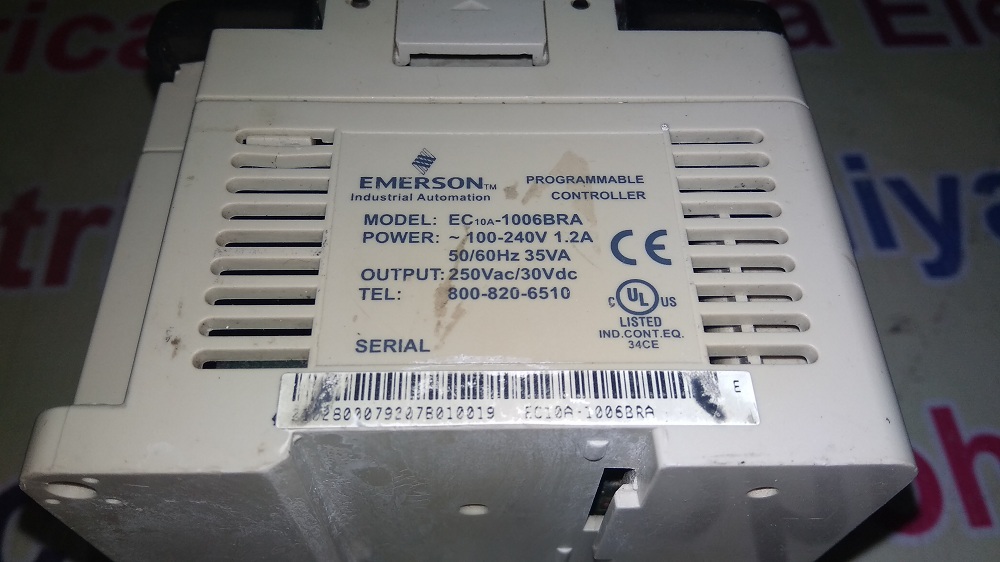 EMERSON™
Industrial Automation
PROGRAMMABLE
CONTROLLER
MODEL: EC10A-1006BRA
POWER: ~ 100-240V 1.2A
50/60Hz 35VA
OUTPUT: 250Vac/30Vdc
TEL: 800-820-6510
SERIAL
CE
C UL US
LISTED
IND.CONT.EQ.
34CE
E
EC10A-1006BRA